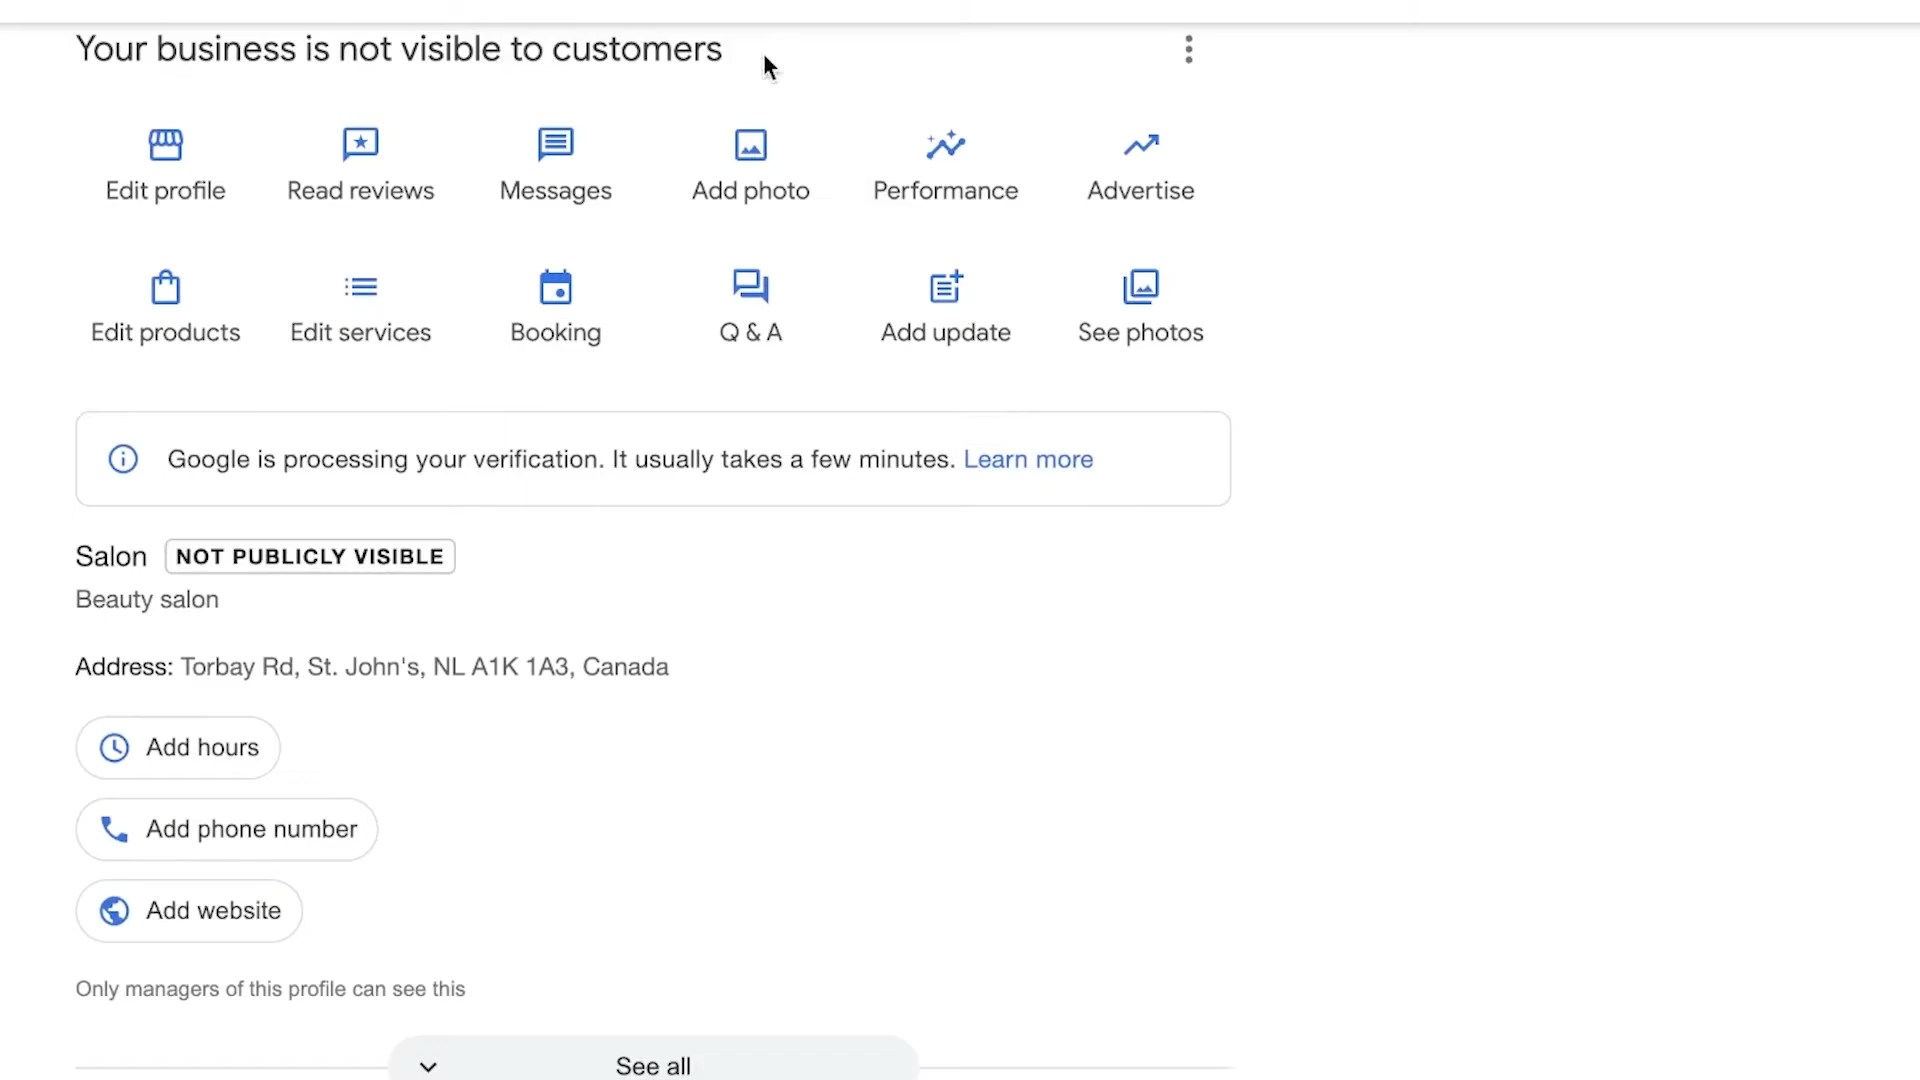 Your business is not visible to customers
Edit profile Read reviews Messages Add photo Performance Advertise
Edit products Edit services Booking Q & A Add update See photos
Google is processing your verification. It usually takes a few minutes. Learn more
Salon NOT PUBLICLY VISIBLE
Beauty salon
Address: Torbay Rd, St. John's, NL A1K 1A3, Canada
Add hours
Add phone number
Add website
Only managers of this profile can see this
See all